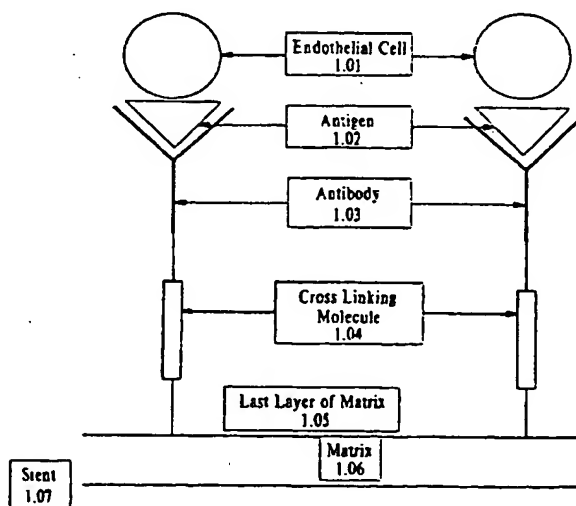 Endothelial Cell
1.01
Antigen
1.02
Antibody
1.03
Cross Linking
Molecule
1.04
Last Layer of Matrix
1.05
Matrix
1.06
Stent
1.07